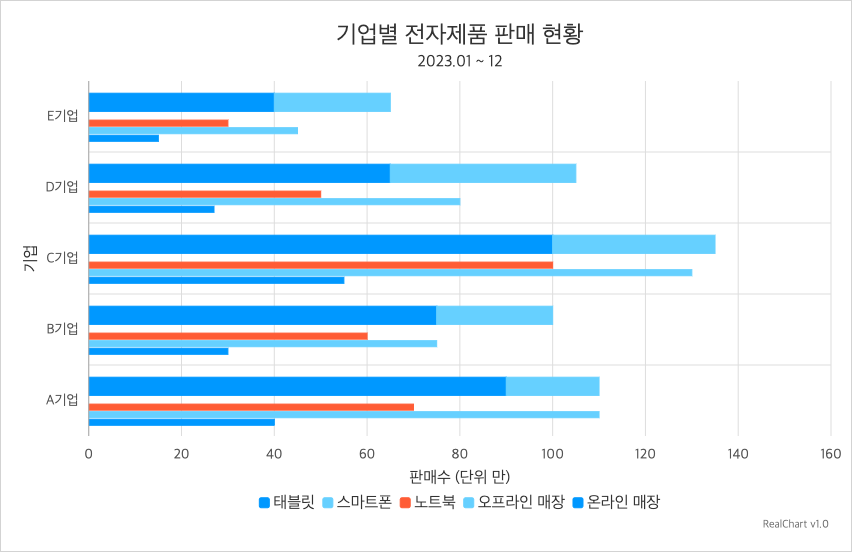 기업별 전자제품 판매 현황
2023.01 ~ 12
E기업
D기업
C기업
B기업
A기업
기업
0 20 40 60 80 100 120 140 160
판매수 (단위 만)
태블릿 스마트폰 노트북 오프라인 매장 온라인 매장
RealChart v1.0